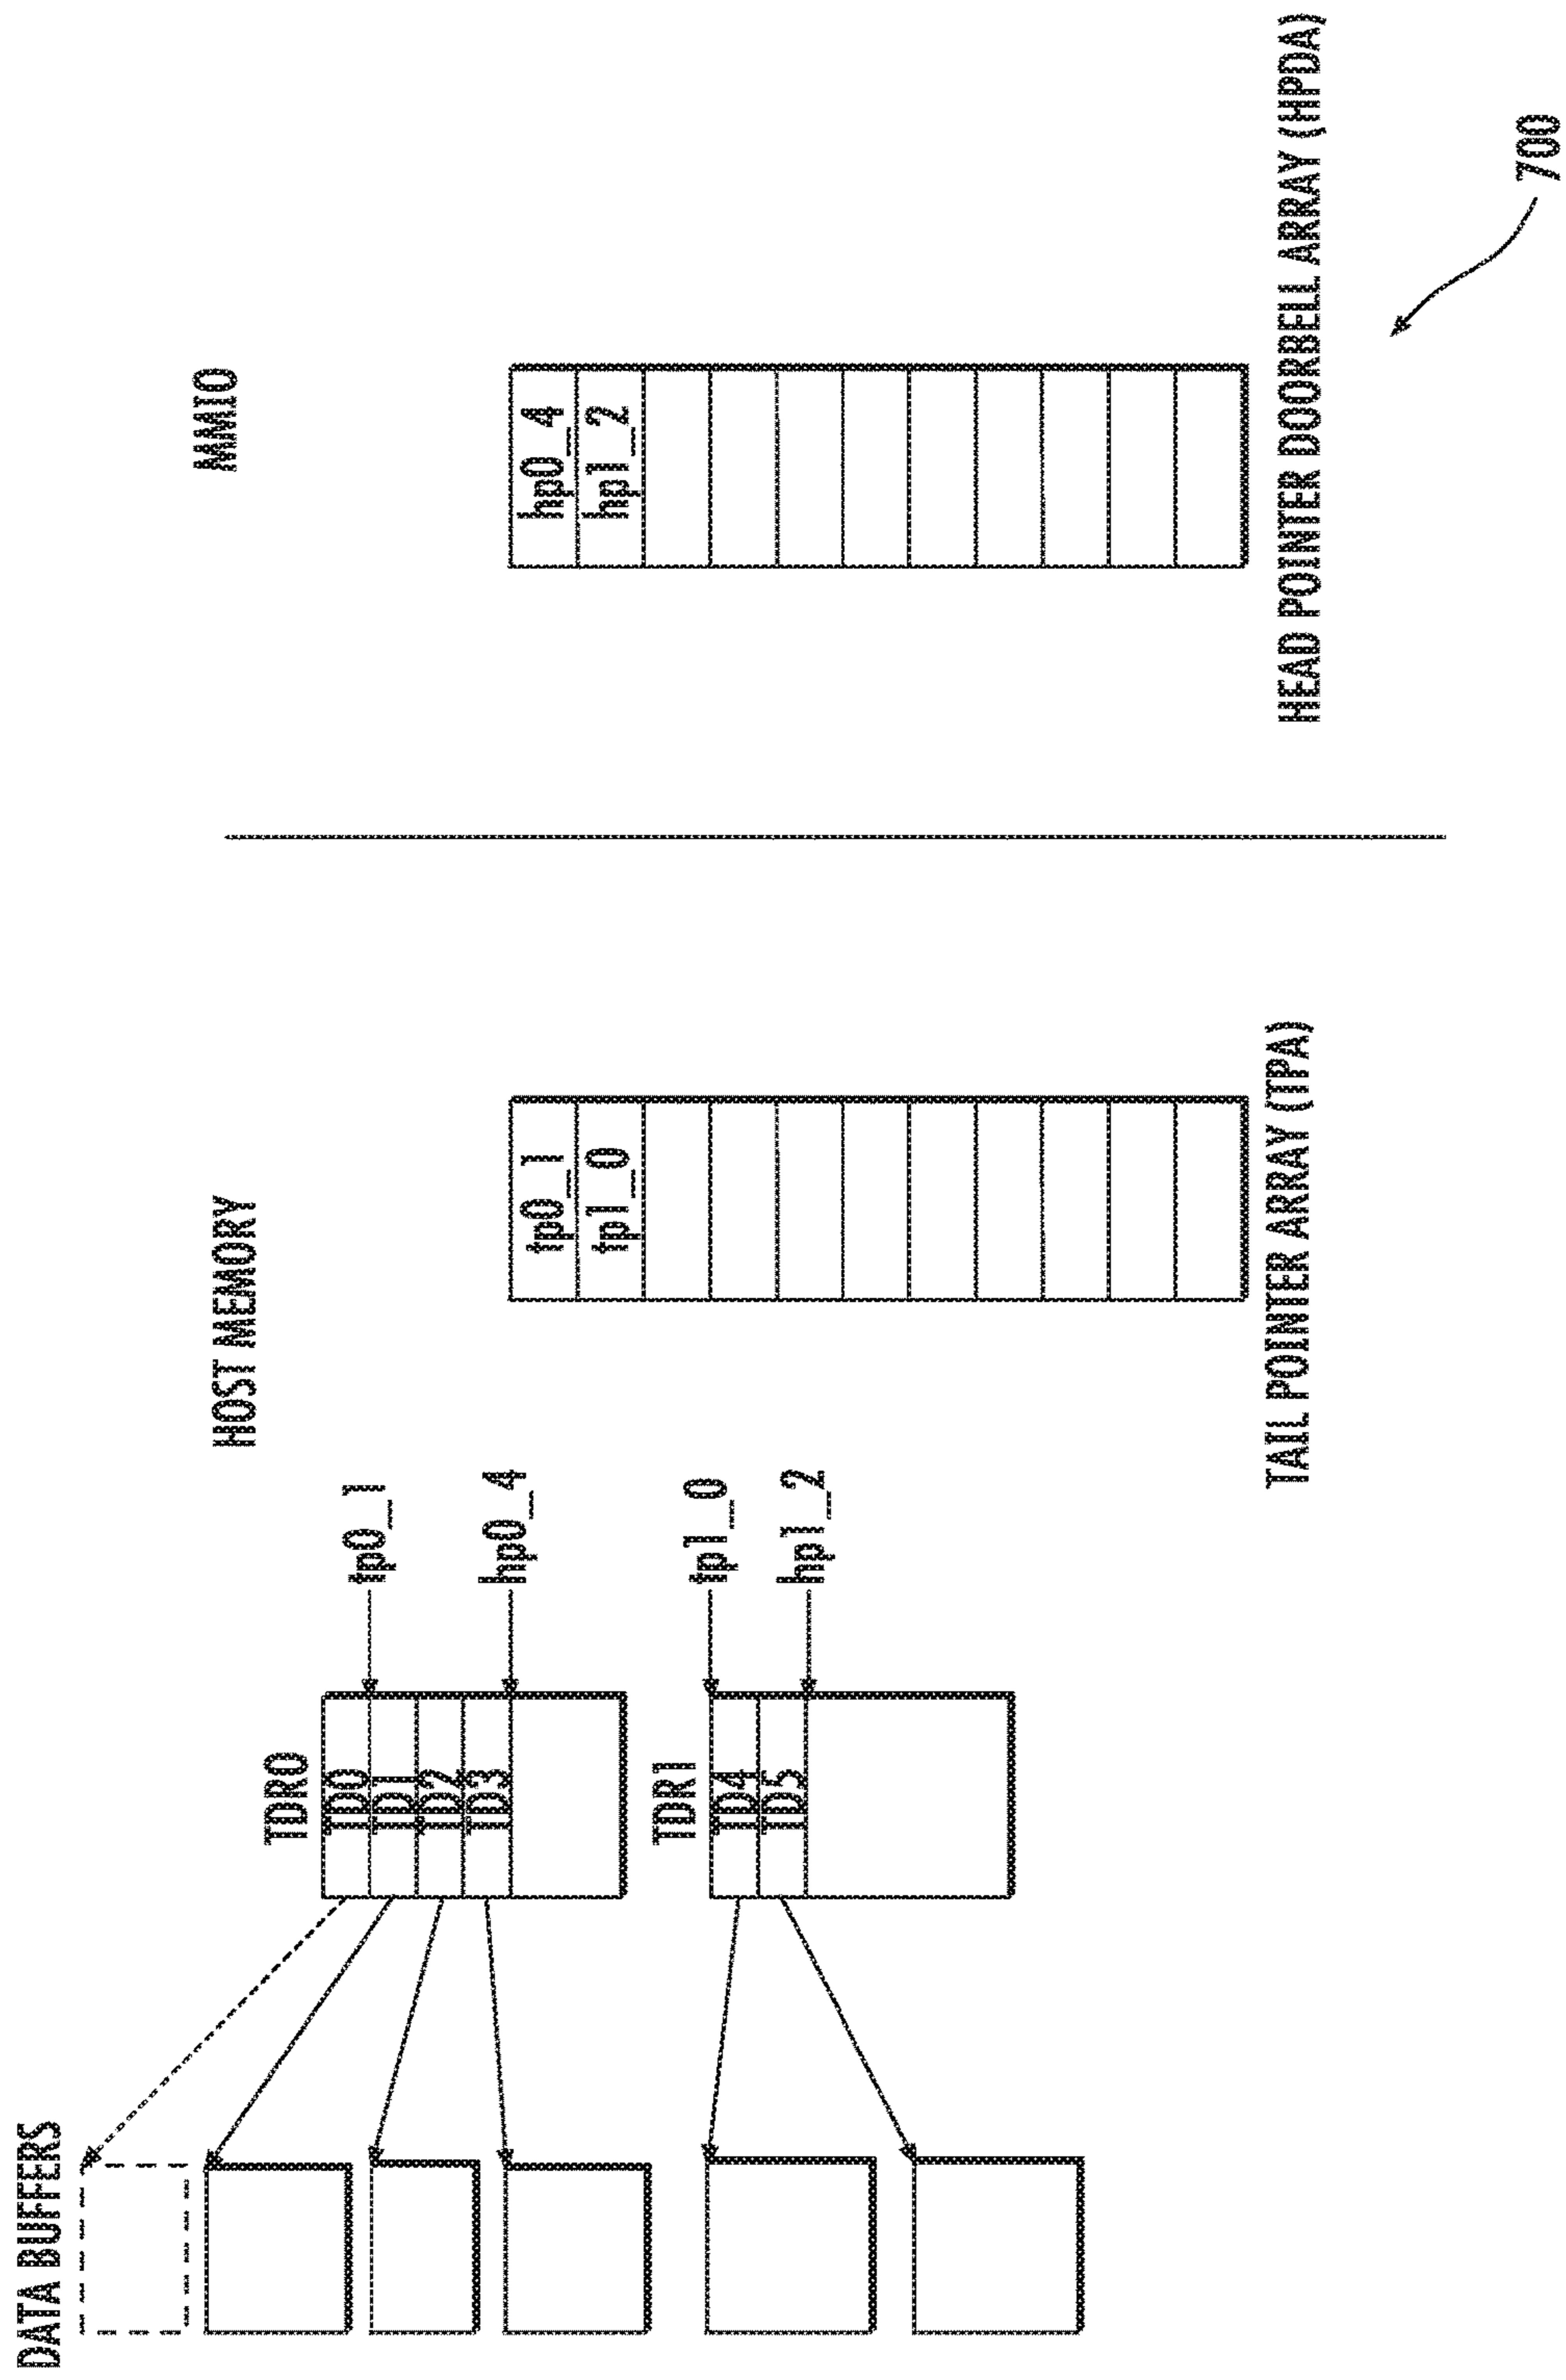 DATA BUFFERS
HOST MEMORY
MMIO
TDR0
TD0
TD1
TD2
TD3
tp0_1
hp0_4
TDR1
TD4
TD5
tp1_0
hp1_2
tp0_1
tp1_0
TAIL POINTER ARRAY (TPA)
hp0_4
hp1_2
HEAD POINTER DOORBELL ARRAY (HPDA)
700